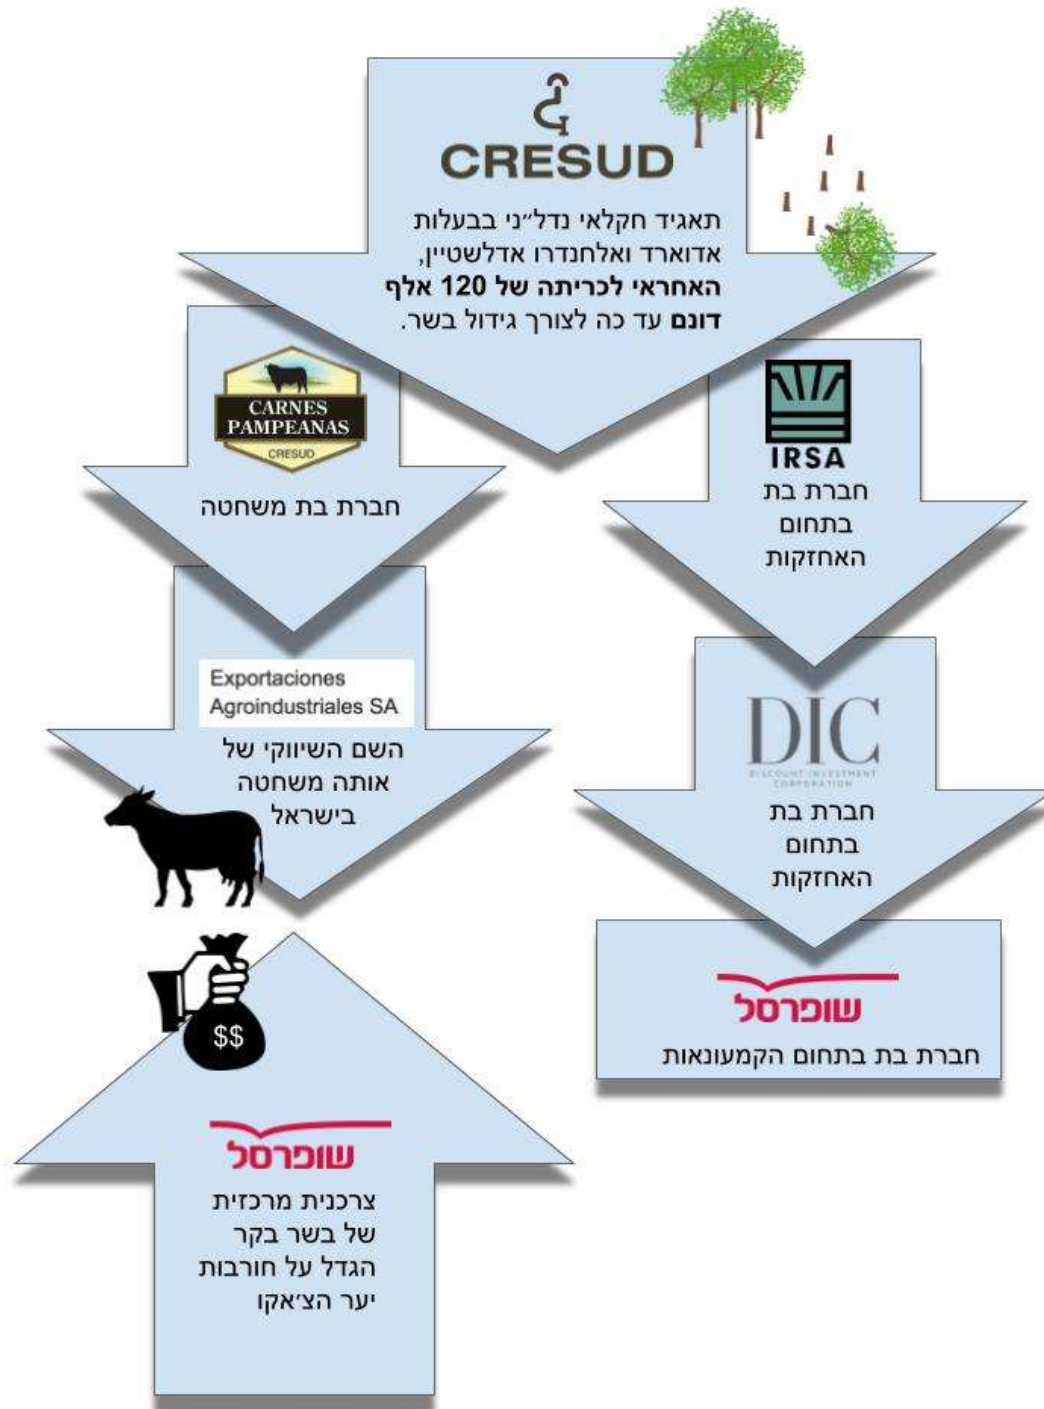 CRESUD
תאגיד חקלאי נדל״ני בבעלות
אדוארד ואלחנדרו אדלשטיין,
האחראי לכריתה של 120 אלף
דונם עד כה לצורך גידול בשר.
CARNES
PAMPEANAS
CRESUD
חברת בת משחטה
Exportaciones
Agroindustriales SA
השם השיווקי של
אותה משחטה
בישראל
$$
שופרסל
צרכנית מרכזית
של בשר בקר
הגדל על חורבות
יער הצ׳אקו
IRSA
חברת בת
בתחום
האחזקות
DIC
DISCOUNT INVESTMENT
CORPORATION
חברת בת
בתחום
האחזקות
שופרסל
חברת בת בתחום הקמעונאות